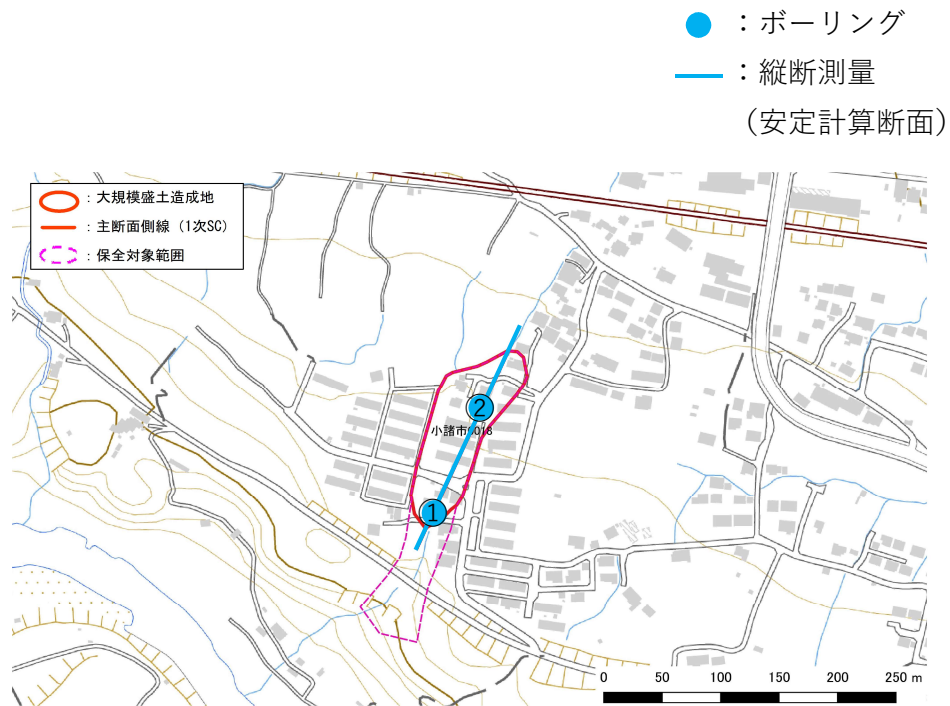 ：ボーリング
：縦断測量
（安定計算断面）
：大規模盛土造成地
：主断面側線（1次SC）
：保全対象範囲
2
小諸市
1
0 50 100 150 200 250 m